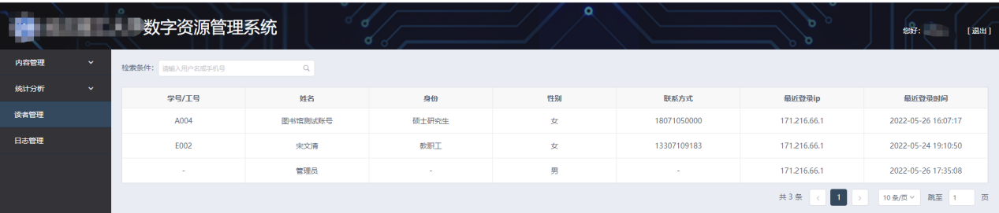 数字资源管理系统
您好： [ 退出 ]
内容管理
检索条件： 请输入用户名或手机号
统计分析
学号/工号 姓名 身份 性别 联系方式 最近登录ip 最近登录时间
读者管理
A004 图书馆测试账号 硕士研究生 女 18071050000 171.216.66.1 2022-05-26 16:07:17
日志管理
E002 宋文清 教职工 女 13307109183 171.216.66.1 2022-05-24 19:10:50
- 管理员 - 男 - 171.216.66.1 2022-05-26 17:35:08
共 3 条 < 1 > 10 条/页 跳至 1 页